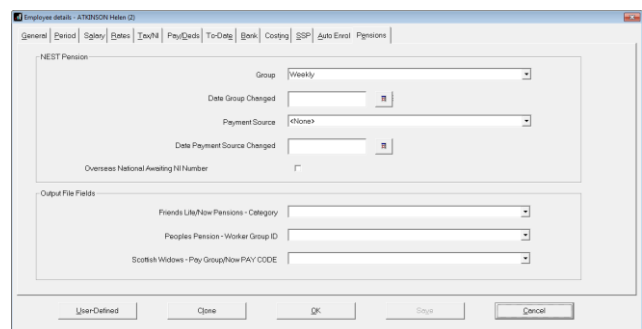 Employee details - ATKINSON Helen (2)
General Period Salary Rates Tax/NI Pay/Deds To-Date Bank Costing SSP Auto Enrol Pensions
NEST Pension
Group Weekly
Date Group Changed
Payment Source <None>
Date Payment Source Changed
Overseas National Awaiting NI Number
Output File Fields
Friends Life/Now Pensions - Category
Peoples Pension - Worker Group ID
Scottish Widows - Pay Group/Now PAY CODE
User-Defined Clone OK Save Cancel